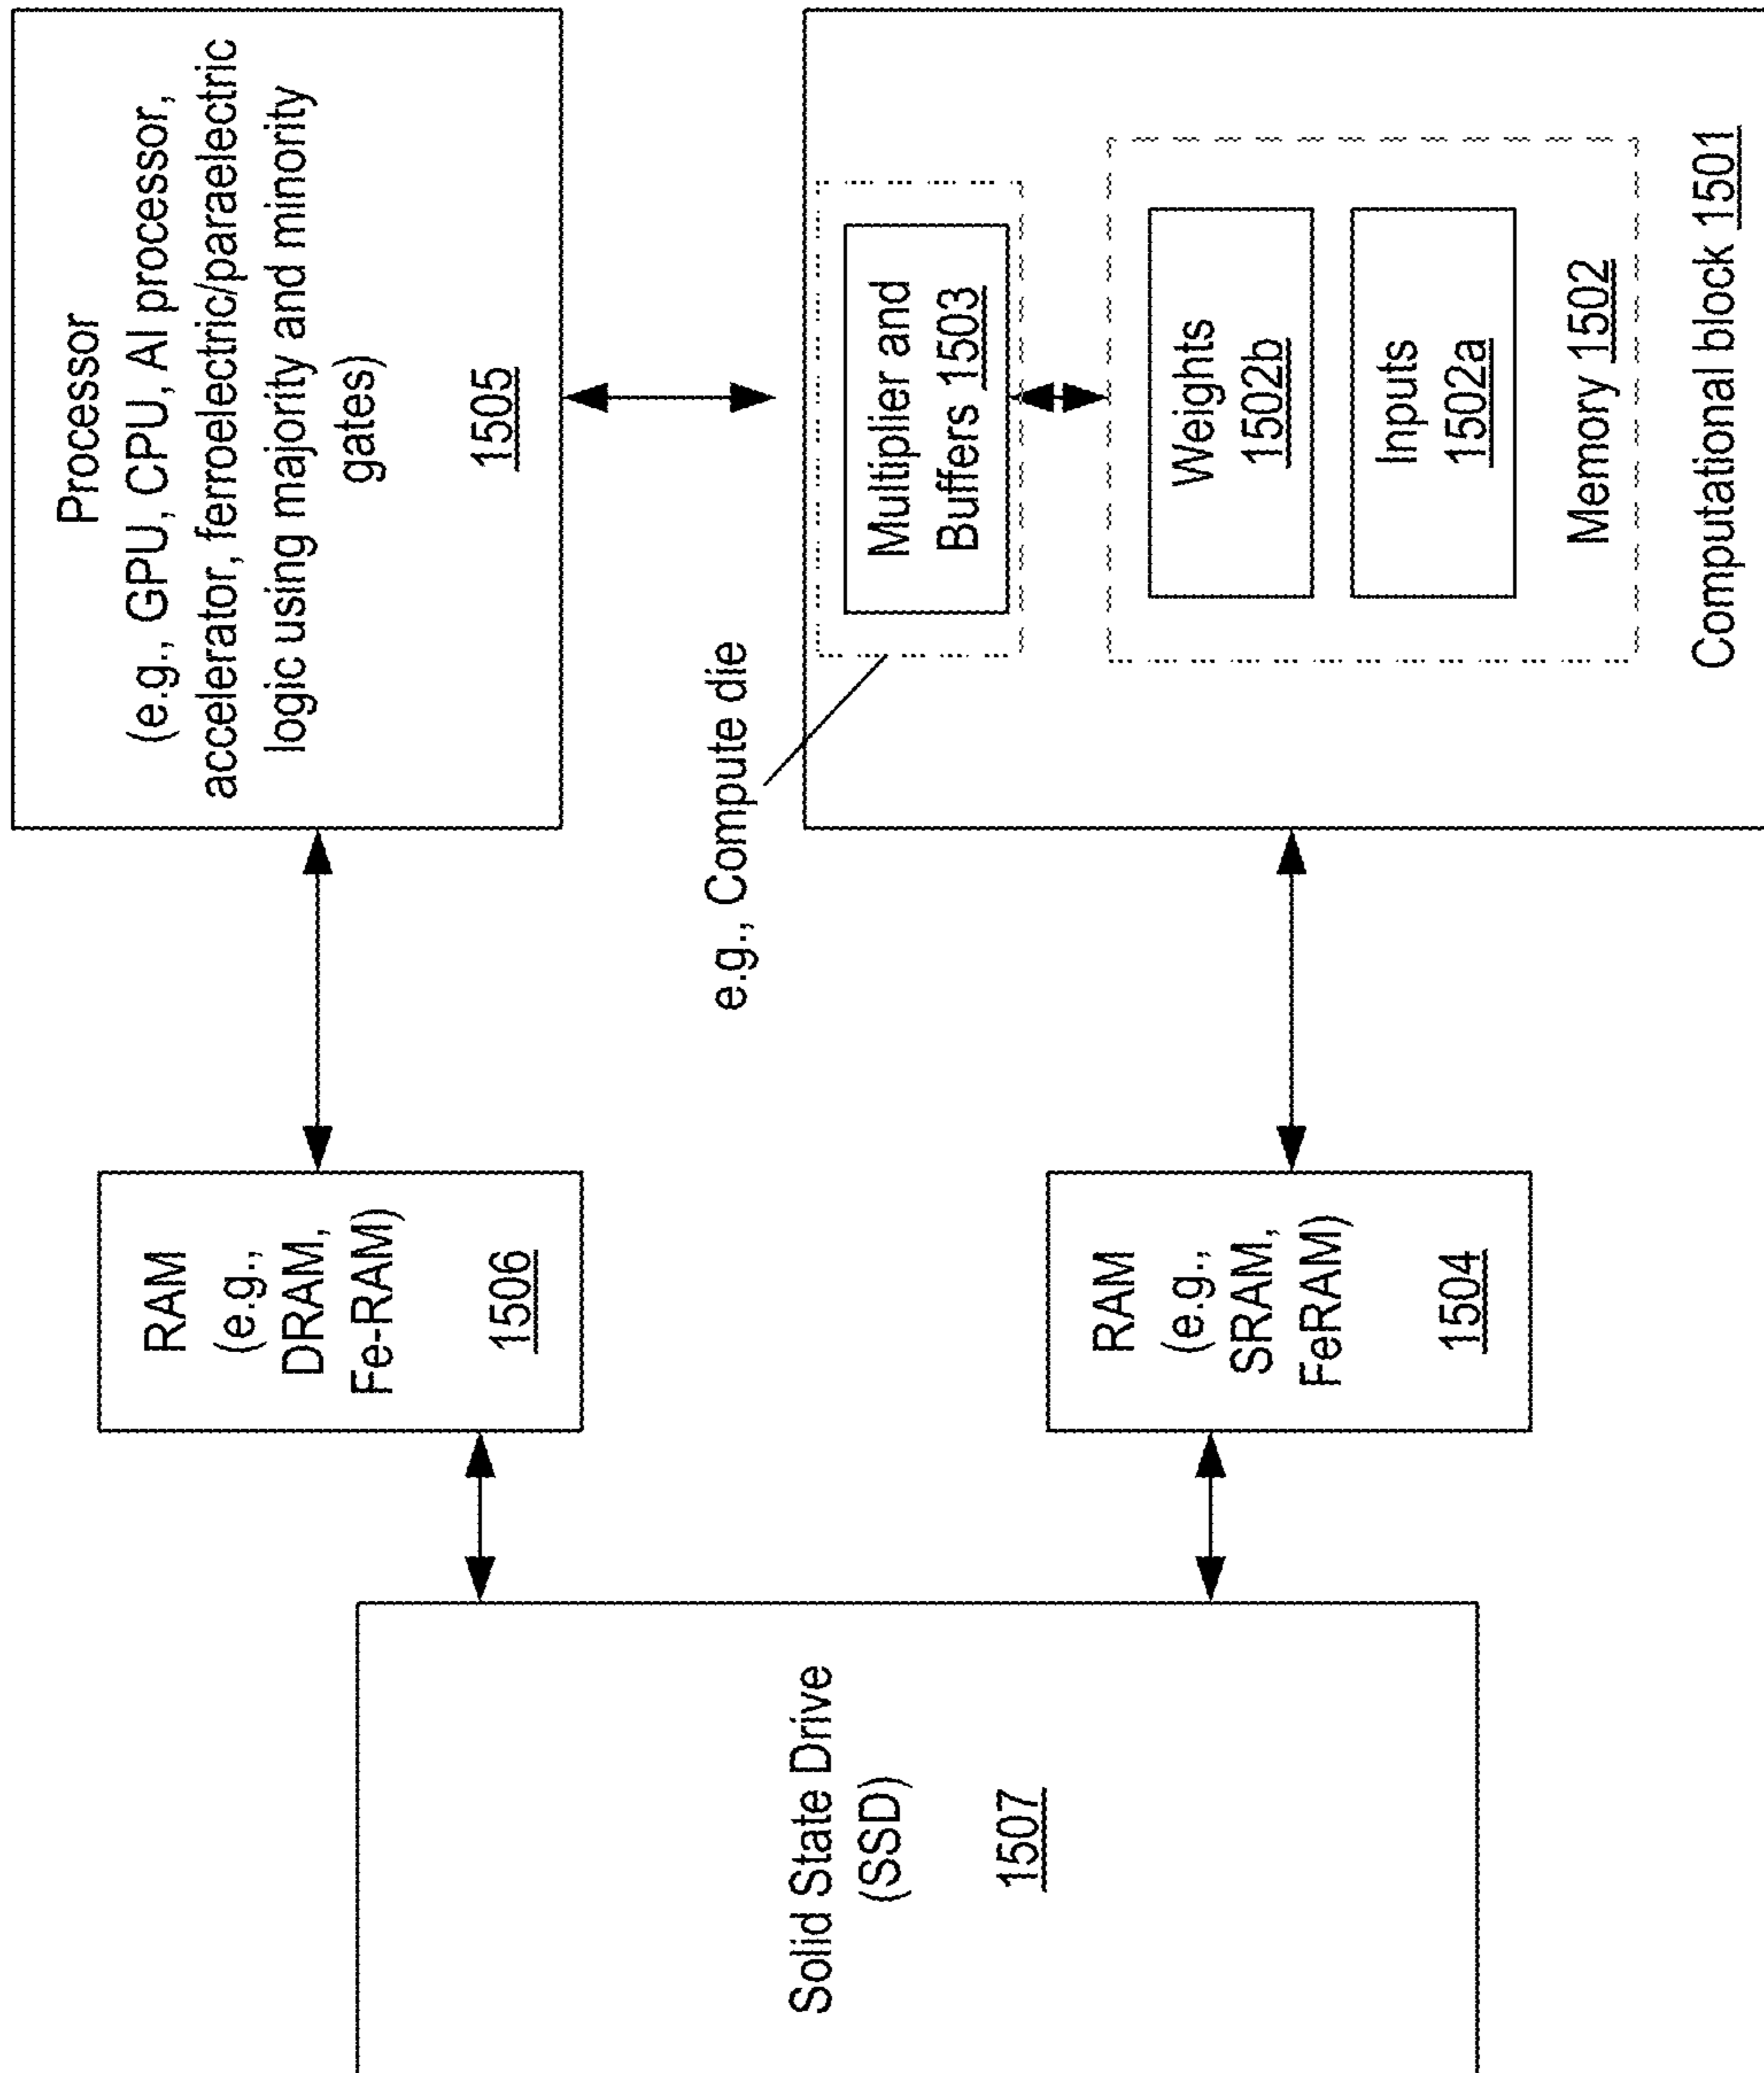 Processor
(e.g., GPU, CPU, AI processor,
accelerator, ferroelectric/paraelectric
logic using majority and minority
gates)
1505
RAM
(e.g.,
DRAM,
Fe-RAM)
1506
Solid State Drive
(SSD)
1507
RAM
(e.g.,
SRAM,
FeRAM)
1504
e.g., Compute die
Multiplier and
Buffers 1503
Weights
1502b
Inputs
1502a
Memory 1502
Computational block 1501